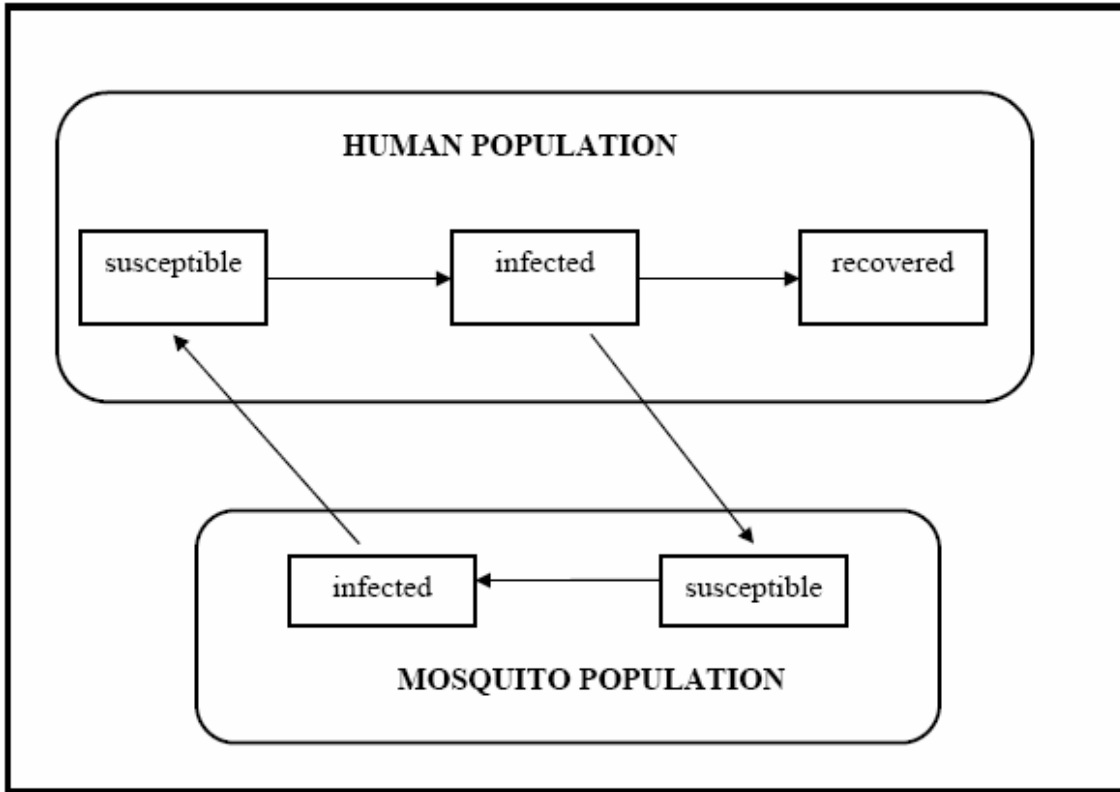 HUMAN POPULATION
susceptible
infected
recovered
infected
susceptible
MOSQUITO POPULATION